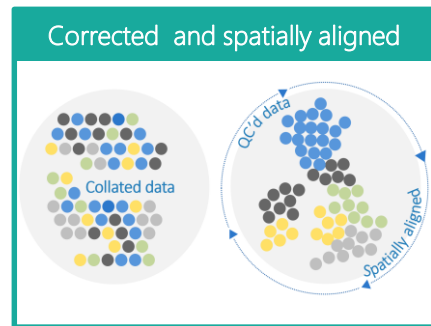 Corrected and spatially aligned
QC'd data
Collated data
Spatially aligned